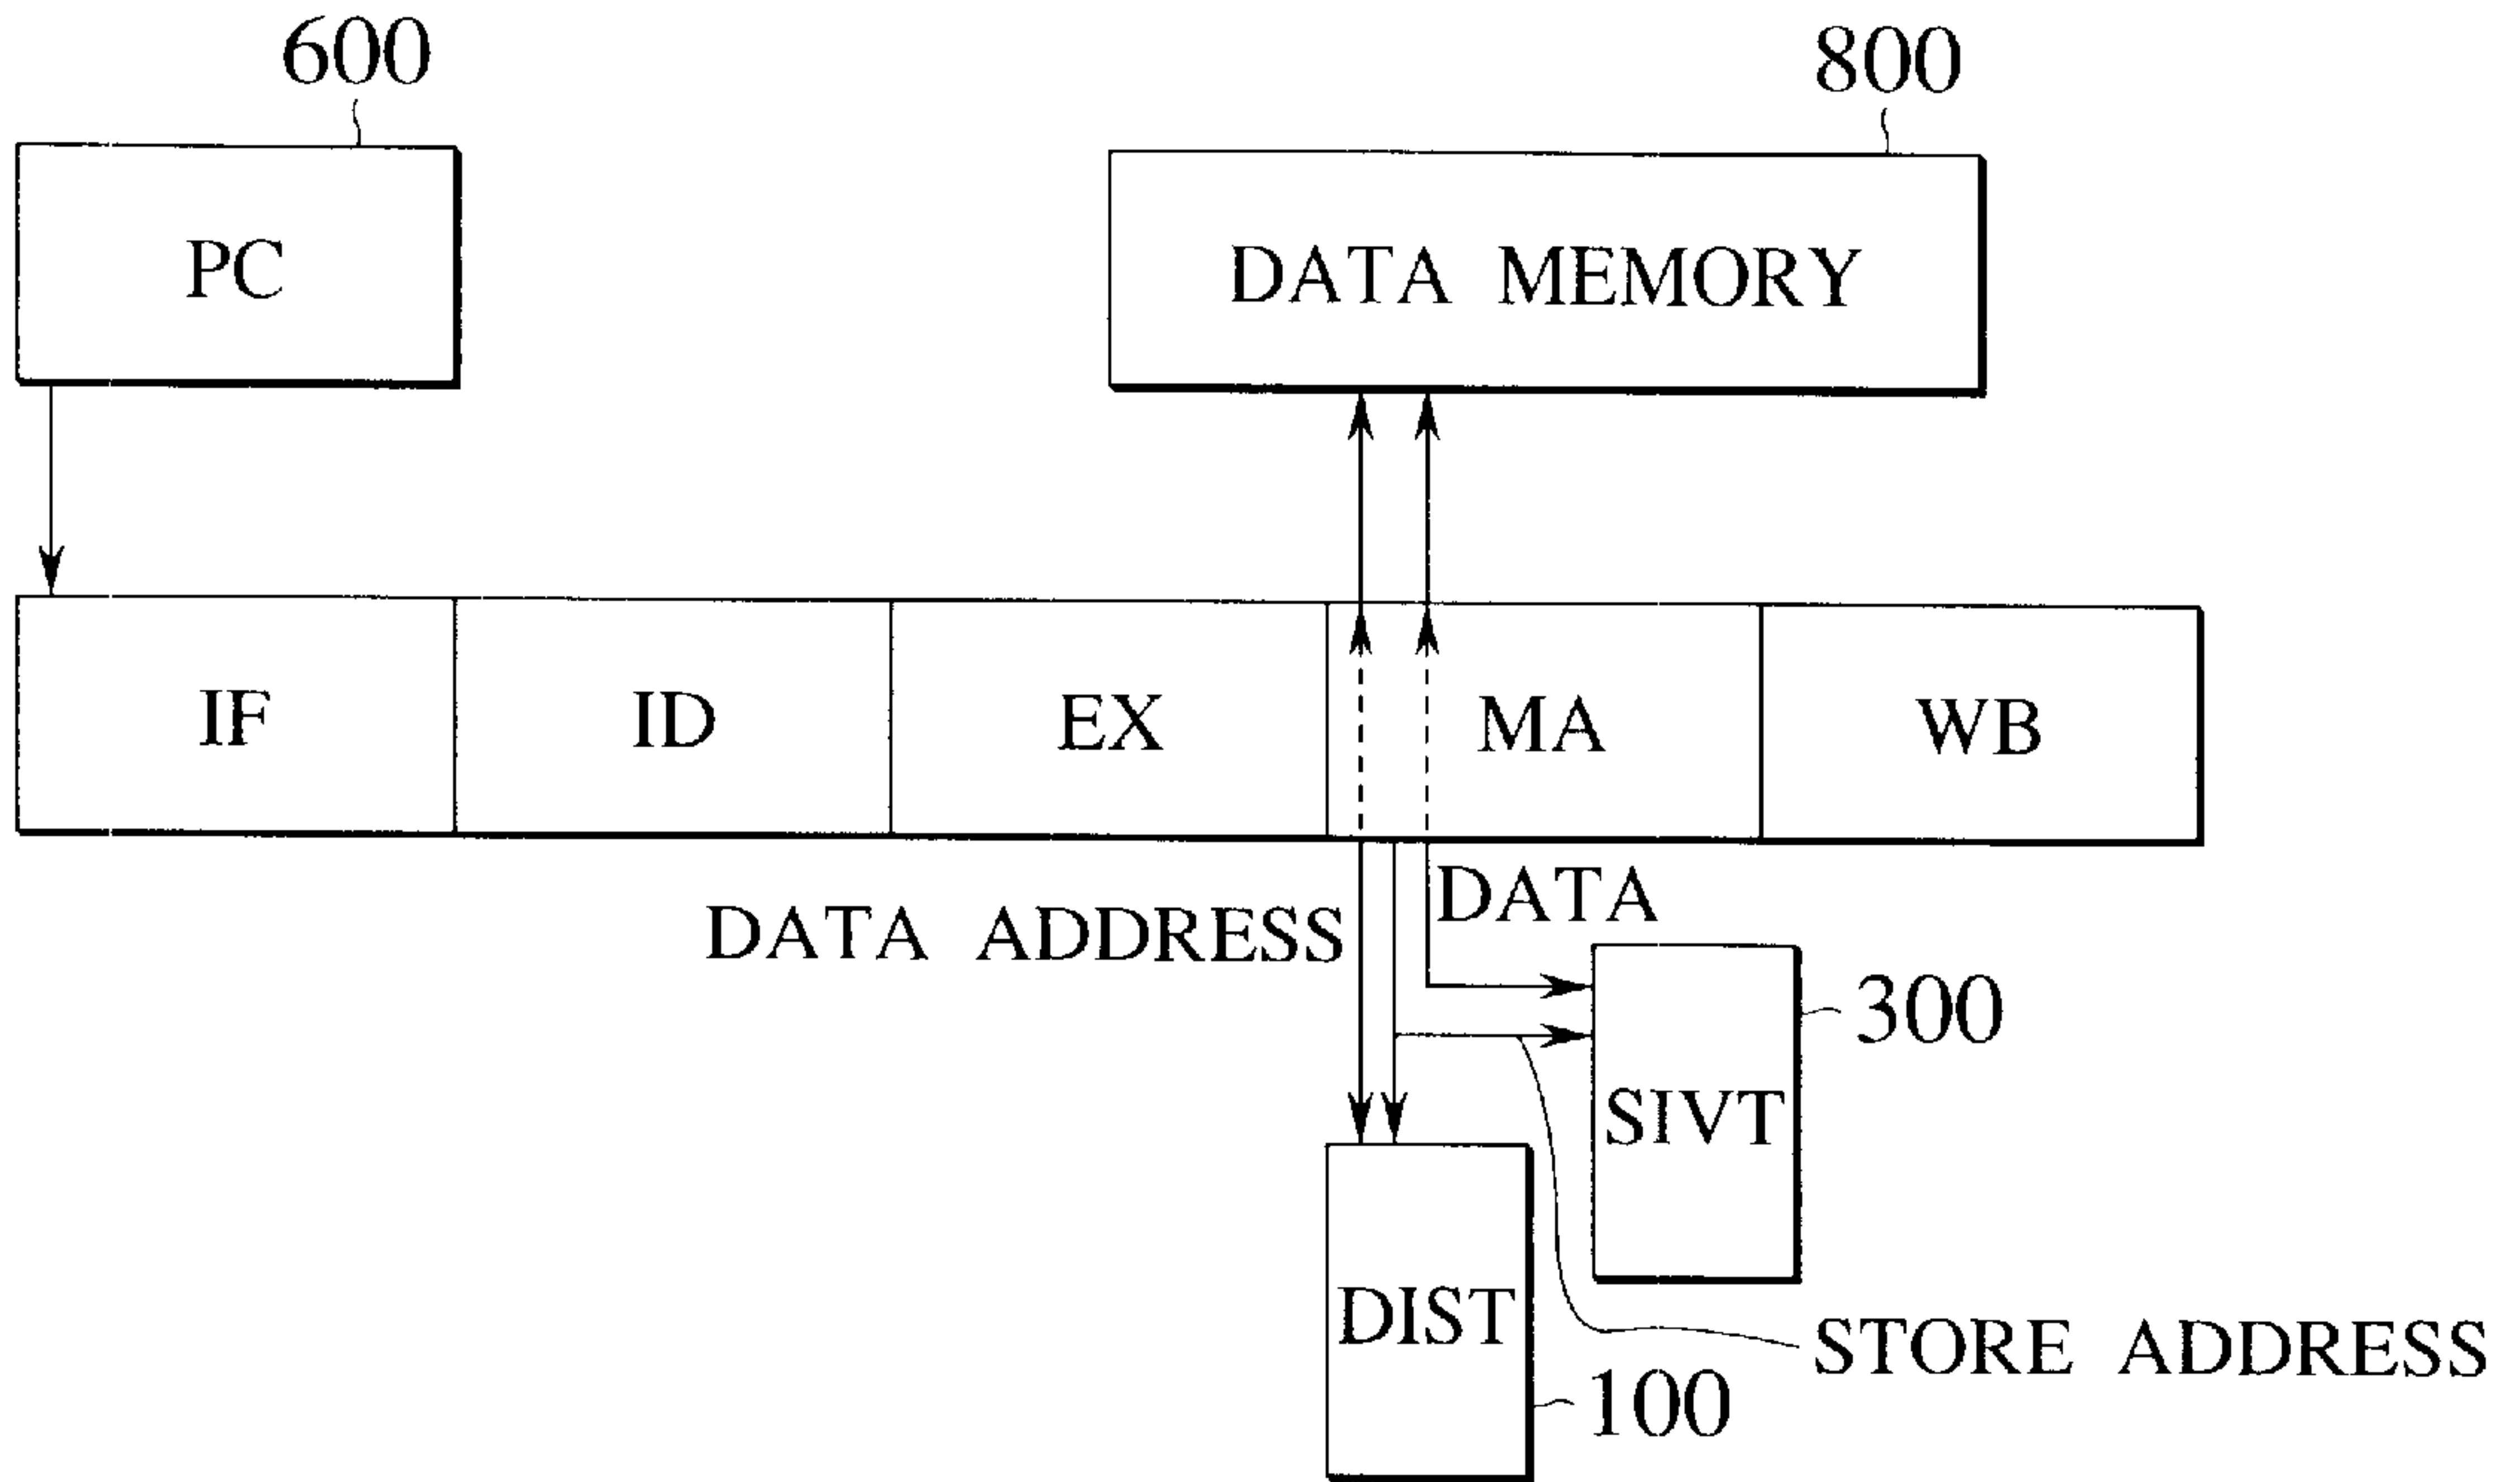 600
800
PC
DATA MEMORY
IF
ID
EX
MA
WB
DATA ADDRESS
DATA
300
SIVT
DIST
STORE ADDRESS
100